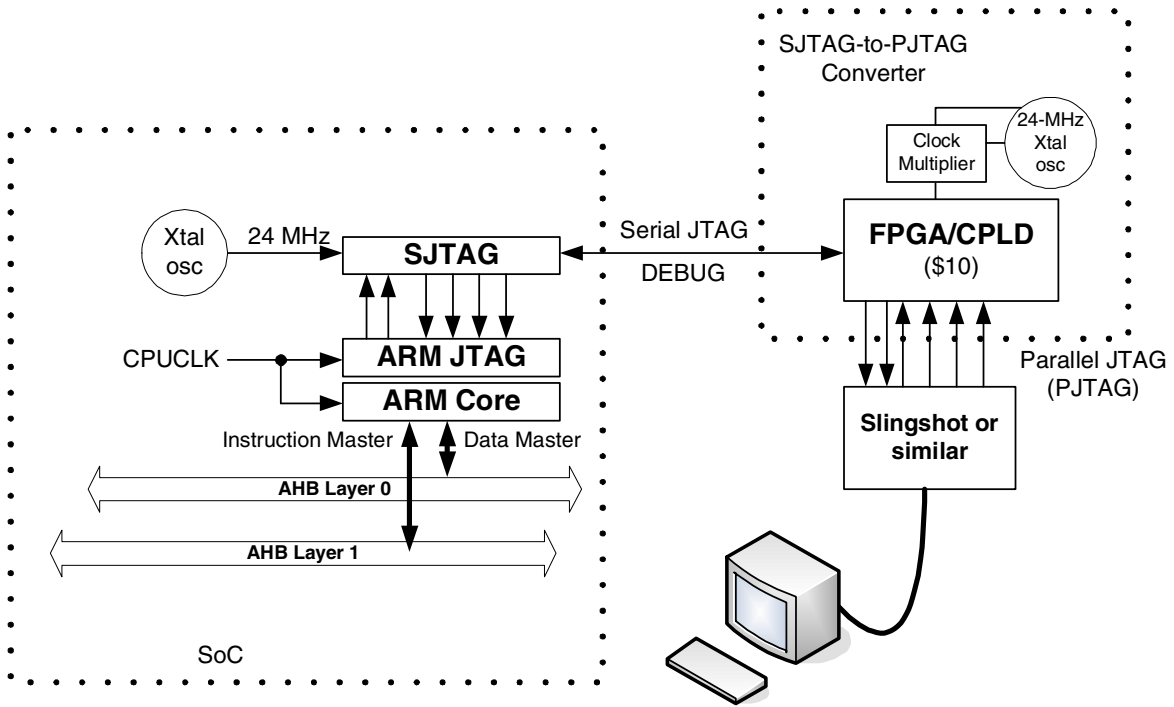 SJTAG-to-PJTAG
Converter
24-MHz
Xtal
osc
Clock
Multiplier
Xtal
osc
24 MHz
SJTAG
Serial JTAG
DEBUG
FPGA/CPLD
($10)
CPUCLK
ARM JTAG
ARM Core
Parallel JTAG
(PJTAG)
Instruction Master
Data Master
Slingshot or
similar
AHB Layer 0
AHB Layer 1
SoC